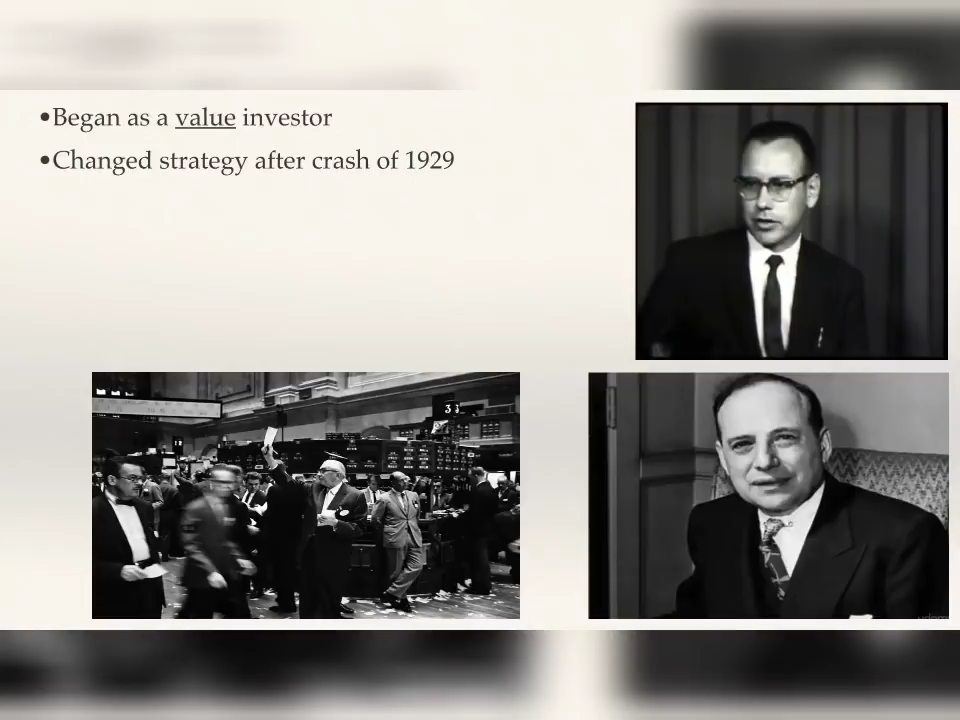 •Began as a value investor
•Changed strategy after crash of 1929